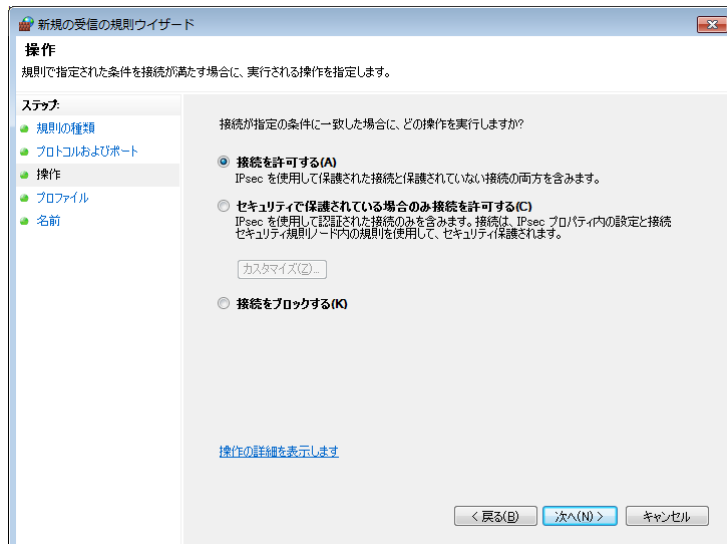 新規の受信の規則ウィザード
操作
規則で指定された条件を接続が満たす場合に、実行される操作を指定します。
ステップ:
規則の種類
プロトコルおよびポート
操作
プロファイル
名前
接続が指定の条件に一致した場合に、どの操作を実行しますか?
接続を許可する(A)
IPsec を使用して保護された接続と保護されていない接続の両方を含みます。
セキュリティで保護されている場合のみ接続を許可する(C)
IPsec を使用して認証された接続のみを含みます。接続は、IPsec プロパティ内の設定と接続
セキュリティ規則ノード内の規則を使用して、セキュリティ保護されます。
カスタマイズ(Z)...
接続をブロックする(K)
操作の詳細を表示します
< 戻る(B)
次へ(N) >
キャンセル